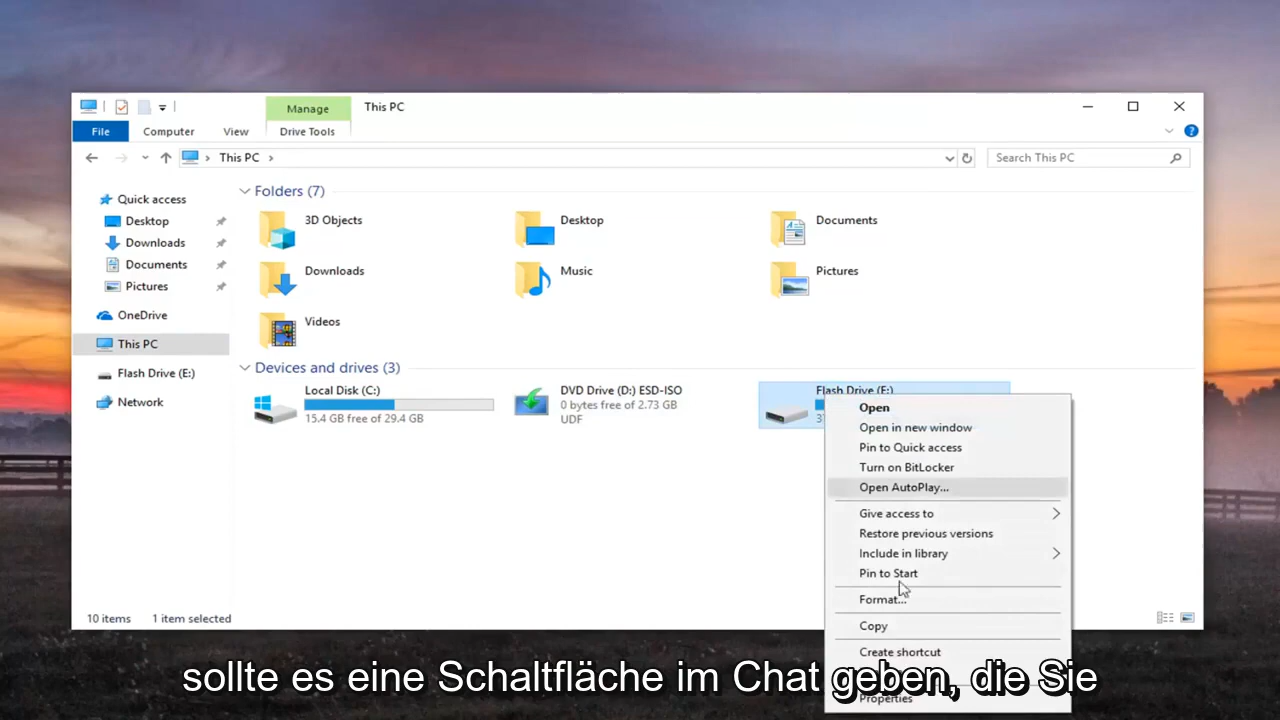 Manage
This PC
File
Computer
View
Drive Tools
This PC
Search This PC
Quick access
Desktop
Downloads
Documents
Pictures
OneDrive
This PC
Flash Drive (E:)
Network
Folders (7)
3D Objects
Desktop
Documents
Downloads
Music
Pictures
Videos
Devices and drives (3)
Local Disk (C:)
15.4 GB free of 29.4 GB
DVD Drive (D:) ESD-ISO
0 bytes free of 2.73 GB
UDF
Flash Drive (E:)
Open
Open in new window
Pin to Quick access
Turn on BitLocker
Open AutoPlay...
Give access to
Restore previous versions
Include in library
Pin to Start
Format...
Copy
Create shortcut
Properties
10 items
1 item selected
sollte es eine Schaltfläche im Chat geben, die Sie